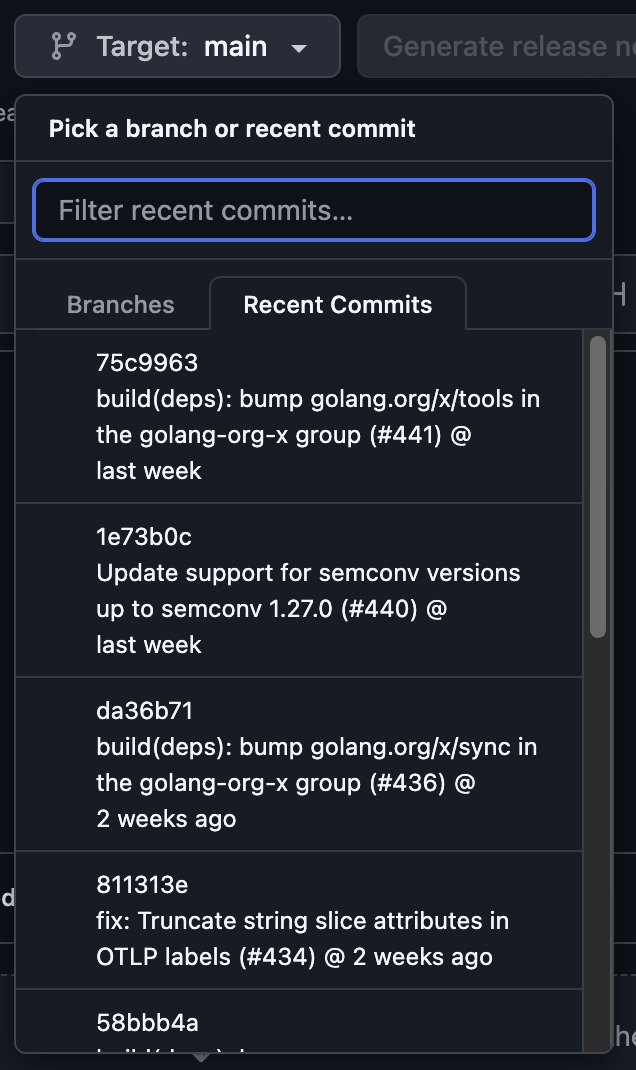 Target: main
Generate release
Pick a branch or recent commit
Filter recent commits...
Branches
Recent Commits
75c9963
build(deps): bump golang.org/x/tools in
the golang-org-x group (#441) @
last week
1e73b0c
Update support for semconv versions
up to semconv 1.27.0 (#440) @
last week
da36b71
build(deps): bump golang.org/x/sync in
the golang-org-x group (#436) @
2 weeks ago
811313e
fix: Truncate string slice attributes in
OTLP labels (#434) @ 2 weeks ago
58bbb4a